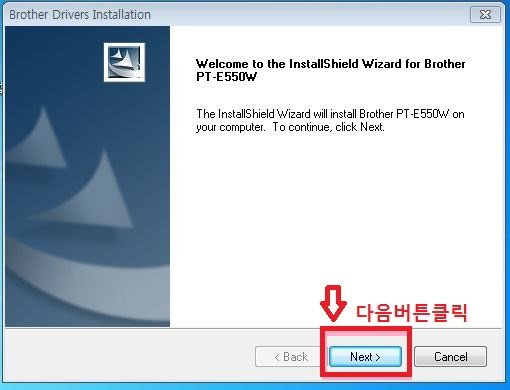 Brother Drivers Installation
Welcome to the InstallShield Wizard for Brother
PT-E550W
The InstallShield Wizard will install Brother PT-E550W on
your computer. To continue, click Next.
다음버튼클릭
< Back
Next >
Cancel